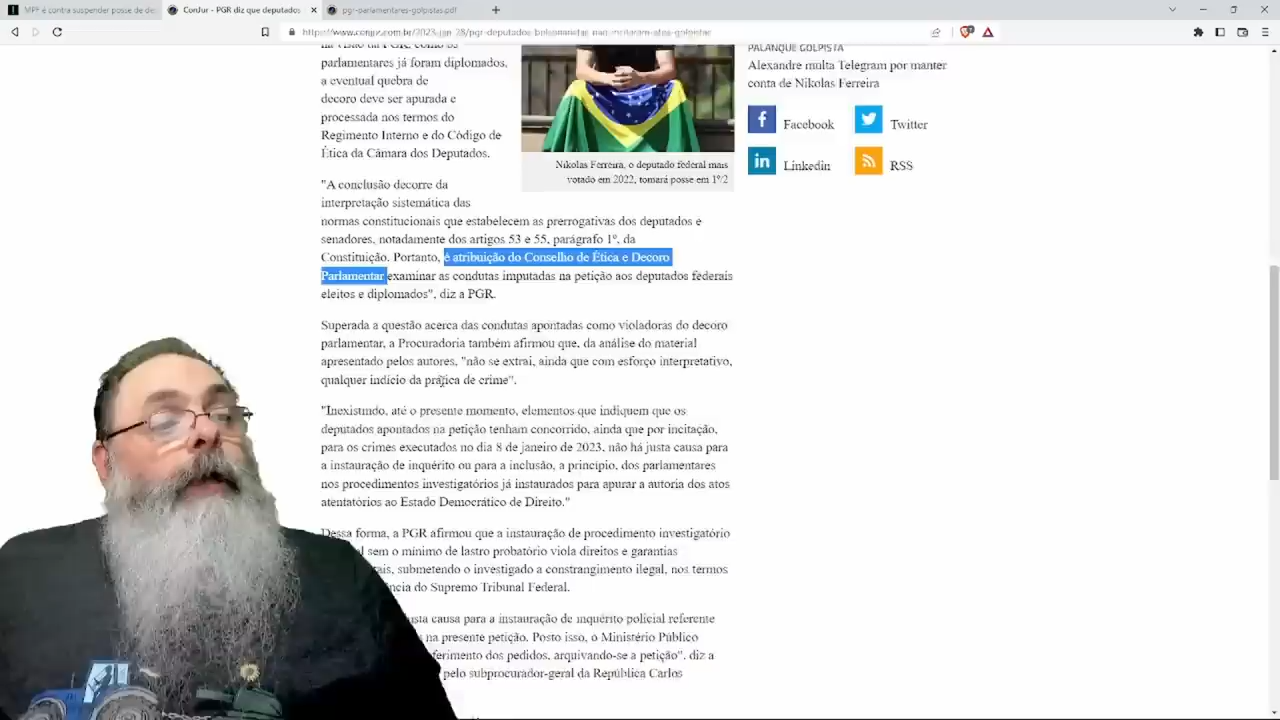 MPF é contra suspender posse de de
ConJur - PGR diz que deputados
pgr-parlamentares-golpistas.pdf
https://www.conjur.com.br/2023-jan-28/pgr-deputados-bolsonaristas-nao-incitaram-atos-golpistas
na visão da PGR, como os
parlamentares já foram diplomados,
a eventual quebra de
decoro deve ser apurada e
processada nos termos do
Regimento Interno e do Código de
Ética da Câmara dos Deputados.
Nikolas Ferreira, o deputado federal mais
votado em 2022, tomará posse em 1º/2
"A conclusão decorre da
interpretação sistemática das
normas constitucionais que estabelecem as prerrogativas dos deputados e
senadores, notadamente dos artigos 53 e 55, parágrafo 1º, da
Constituição. Portanto, é atribuição do Conselho de Ética e Decoro
Parlamentar examinar as condutas imputadas na petição aos deputados federais
eleitos e diplomados", diz a PGR.
Superada a questão acerca das condutas apontadas como violadoras do decoro
parlamentar, a Procuradoria também afirmou que, da análise do material
apresentado pelos autores, "não se extrai, ainda que com esforço interpretativo,
qualquer indício da prática de crime".
"Inexistindo, até o presente momento, elementos que indiquem que os
deputados apontados na petição tenham concorrido, ainda que por incitação,
para os crimes executados no dia 8 de janeiro de 2023, não há justa causa para
a instauração de inquérito ou para a inclusão, a princípio, dos parlamentares
nos procedimentos investigatórios já instaurados para apurar a autoria dos atos
atentatórios ao Estado Democrático de Direito."
Dessa forma, a PGR afirmou que a instauração de procedimento investigatório
sem o mínimo de lastro probatório viola direitos e garantias
submetendo o investigado a constrangimento ilegal, nos termos
do Supremo Tribunal Federal.
causa para a instauração de inquérito policial referente
na presente petição. Posto isso, o Ministério Público
dos pedidos, arquivando-se a petição", diz a
pelo subprocurador-geral da República Carlos
PALANQUE GOLPISTA
Alexandre multa Telegram por manter
conta de Nikolas Ferreira
Facebook
Twitter
Linkedin
RSS